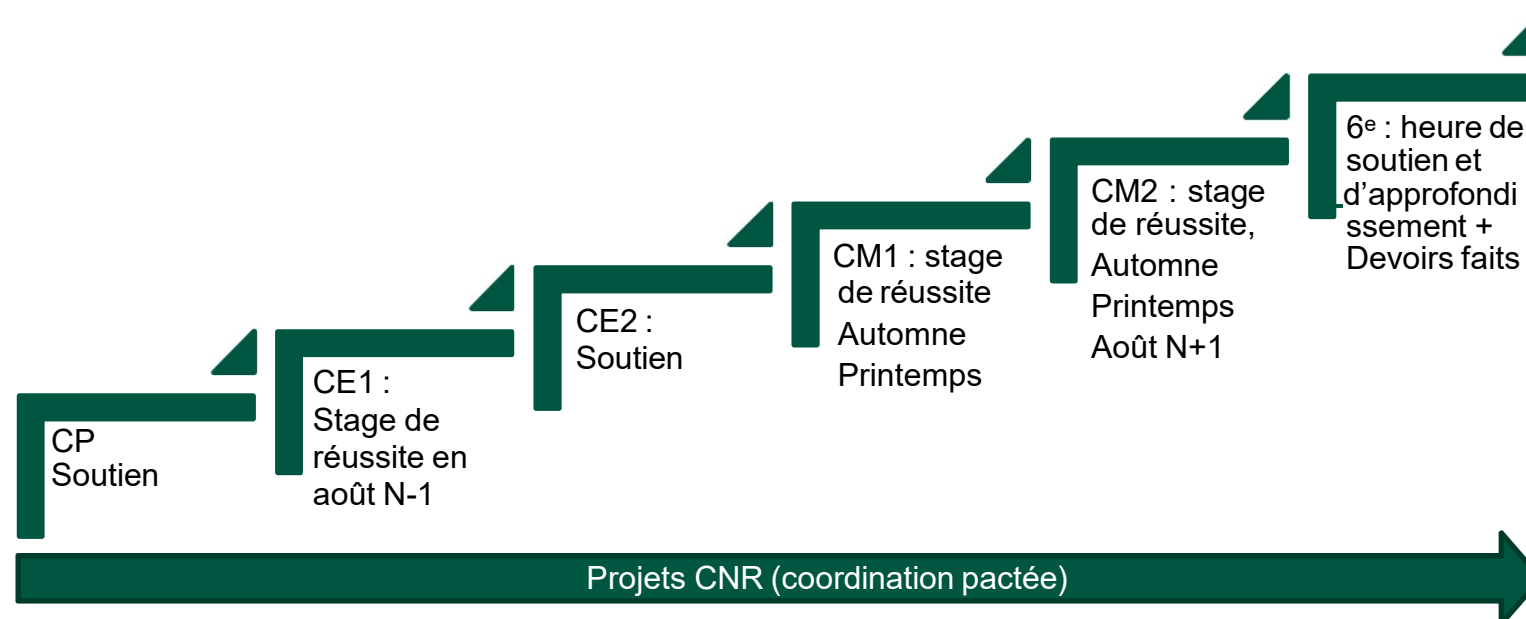 CP
Soutien
CE1 :
Stage de
réussite en
août N-1
CE2 :
Soutien
CM1 : stage
de réussite
Automne
Printemps
CM2 : stage
de réussite,
Automne
Printemps
Août N+1
6ᵉ : heure de
soutien et
d’approfondi
ssement +
Devoirs faits
Projets CNR (coordination pactée)